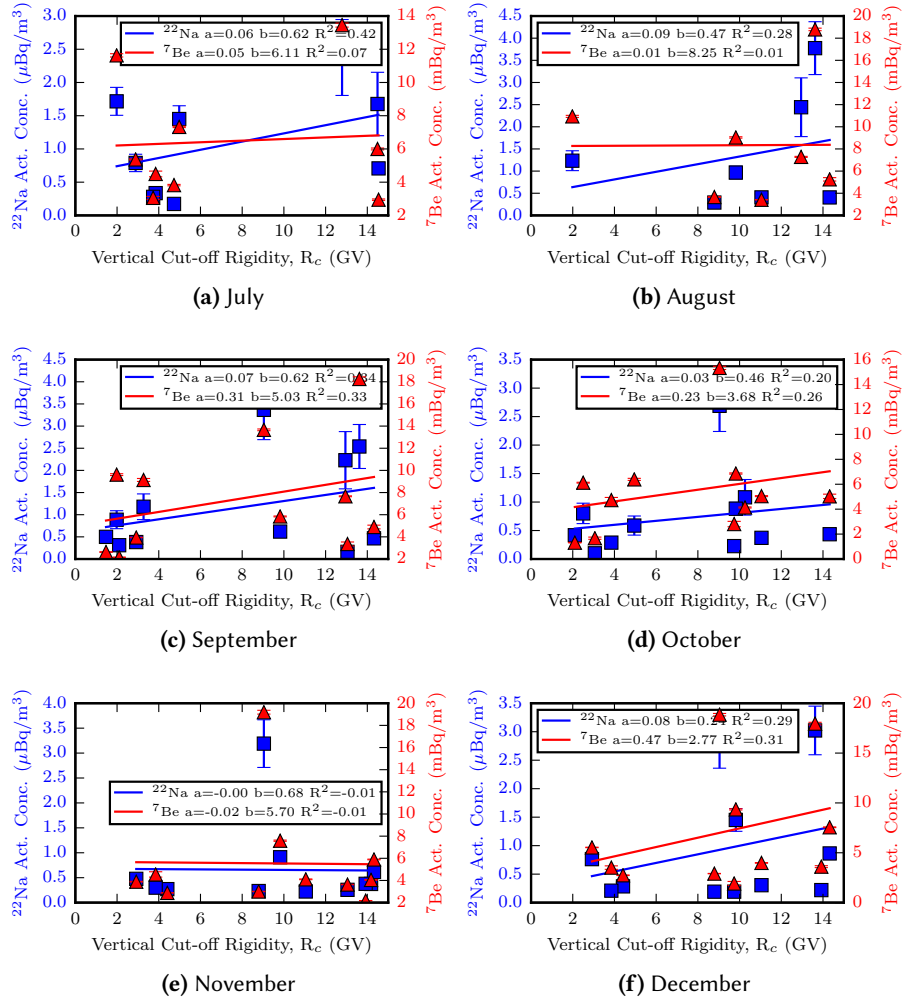 ²²Na Act. Conc. (μBq/m³)
3.0
2.5
2.0
1.5
1.0
0.5
0.0
²²Na a=0.06 b=0.62 R²=0.42
⁷Be a=0.05 b=6.11 R²=0.07
14
12
10
8
6
4
2
⁷Be Act. Conc. (mBq/m³)
0 2 4 6 8 10 12 14
Vertical Cut-off Rigidity, R_c (GV)
(a) July
²²Na Act. Conc. (μBq/m³)
4.5
4.0
3.5
3.0
2.5
2.0
1.5
1.0
0.5
0.0
²²Na a=0.09 b=0.47 R²=0.28
⁷Be a=0.01 b=8.25 R²=0.01
20
18
16
14
12
10
8
6
4
2
⁷Be Act. Conc. (mBq/m³)
0 2 4 6 8 10 12 14
Vertical Cut-off Rigidity, R_c (GV)
(b) August
²²Na Act. Conc. (μBq/m³)
4.5
4.0
3.5
3.0
2.5
2.0
1.5
1.0
0.5
0.0
²²Na a=0.07 b=0.62 R²=0.34
⁷Be a=0.31 b=5.03 R²=0.33
20
18
16
14
12
10
8
6
4
2
⁷Be Act. Conc. (mBq/m³)
0 2 4 6 8 10 12 14
Vertical Cut-off Rigidity, R_c (GV)
(c) September
²²Na Act. Conc. (μBq/m³)
3.5
3.0
2.5
2.0
1.5
1.0
0.5
0.0
²²Na a=0.03 b=0.46 R²=0.20
⁷Be a=0.23 b=3.68 R²=0.26
16
14
12
10
8
6
4
2
0
⁷Be Act. Conc. (mBq/m³)
0 2 4 6 8 10 12 14
Vertical Cut-off Rigidity, R_c (GV)
(d) October
²²Na Act. Conc. (μBq/m³)
4.0
3.5
3.0
2.5
2.0
1.5
1.0
0.5
0.0
²²Na a=-0.00 b=0.68 R²=-0.01
⁷Be a=-0.02 b=5.70 R²=-0.01
20
18
16
14
12
10
8
6
4
2
⁷Be Act. Conc. (mBq/m³)
0 2 4 6 8 10 12 14
Vertical Cut-off Rigidity, R_c (GV)
(e) November
²²Na Act. Conc. (μBq/m³)
3.5
3.0
2.5
2.0
1.5
1.0
0.5
0.0
²²Na a=0.08 R²=0.29
⁷Be a=0.47 b=2.77 R²=0.31
20
15
10
5
0
⁷Be Act. Conc. (mBq/m³)
0 2 4 6 8 10 12 14
Vertical Cut-off Rigidity, R_c (GV)
(f) December